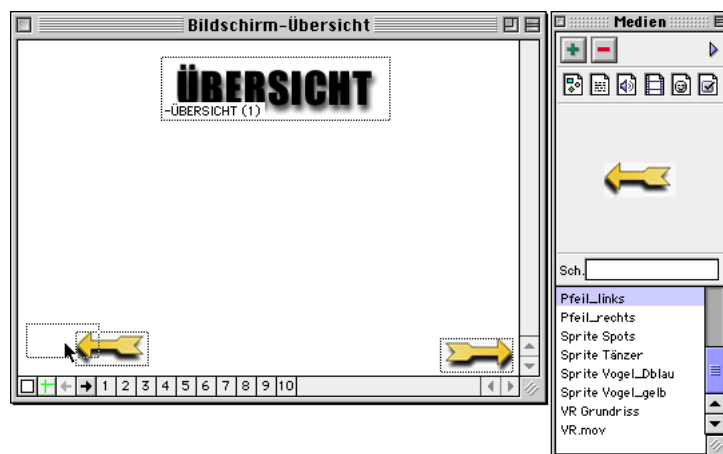 Bildschirm-Übersicht
ÜBERSICHT
-ÜBERSICHT (1)
1 2 3 4 5 6 7 8 9 10
Medien
Sch.
Pfeil_links
Pfeil_rechts
Sprite Spots
Sprite Tänzer
Sprite Vogel_Dblau
Sprite Vogel_gelb
VR Grundriss
VR.mov